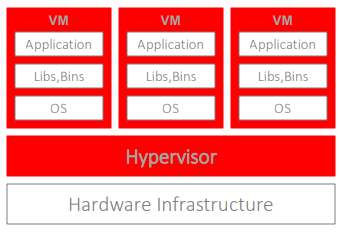 VM VM VM
Application Application Application
Libs,Bins Libs,Bins Libs,Bins
OS OS OS
Hypervisor
Hardware Infrastructure